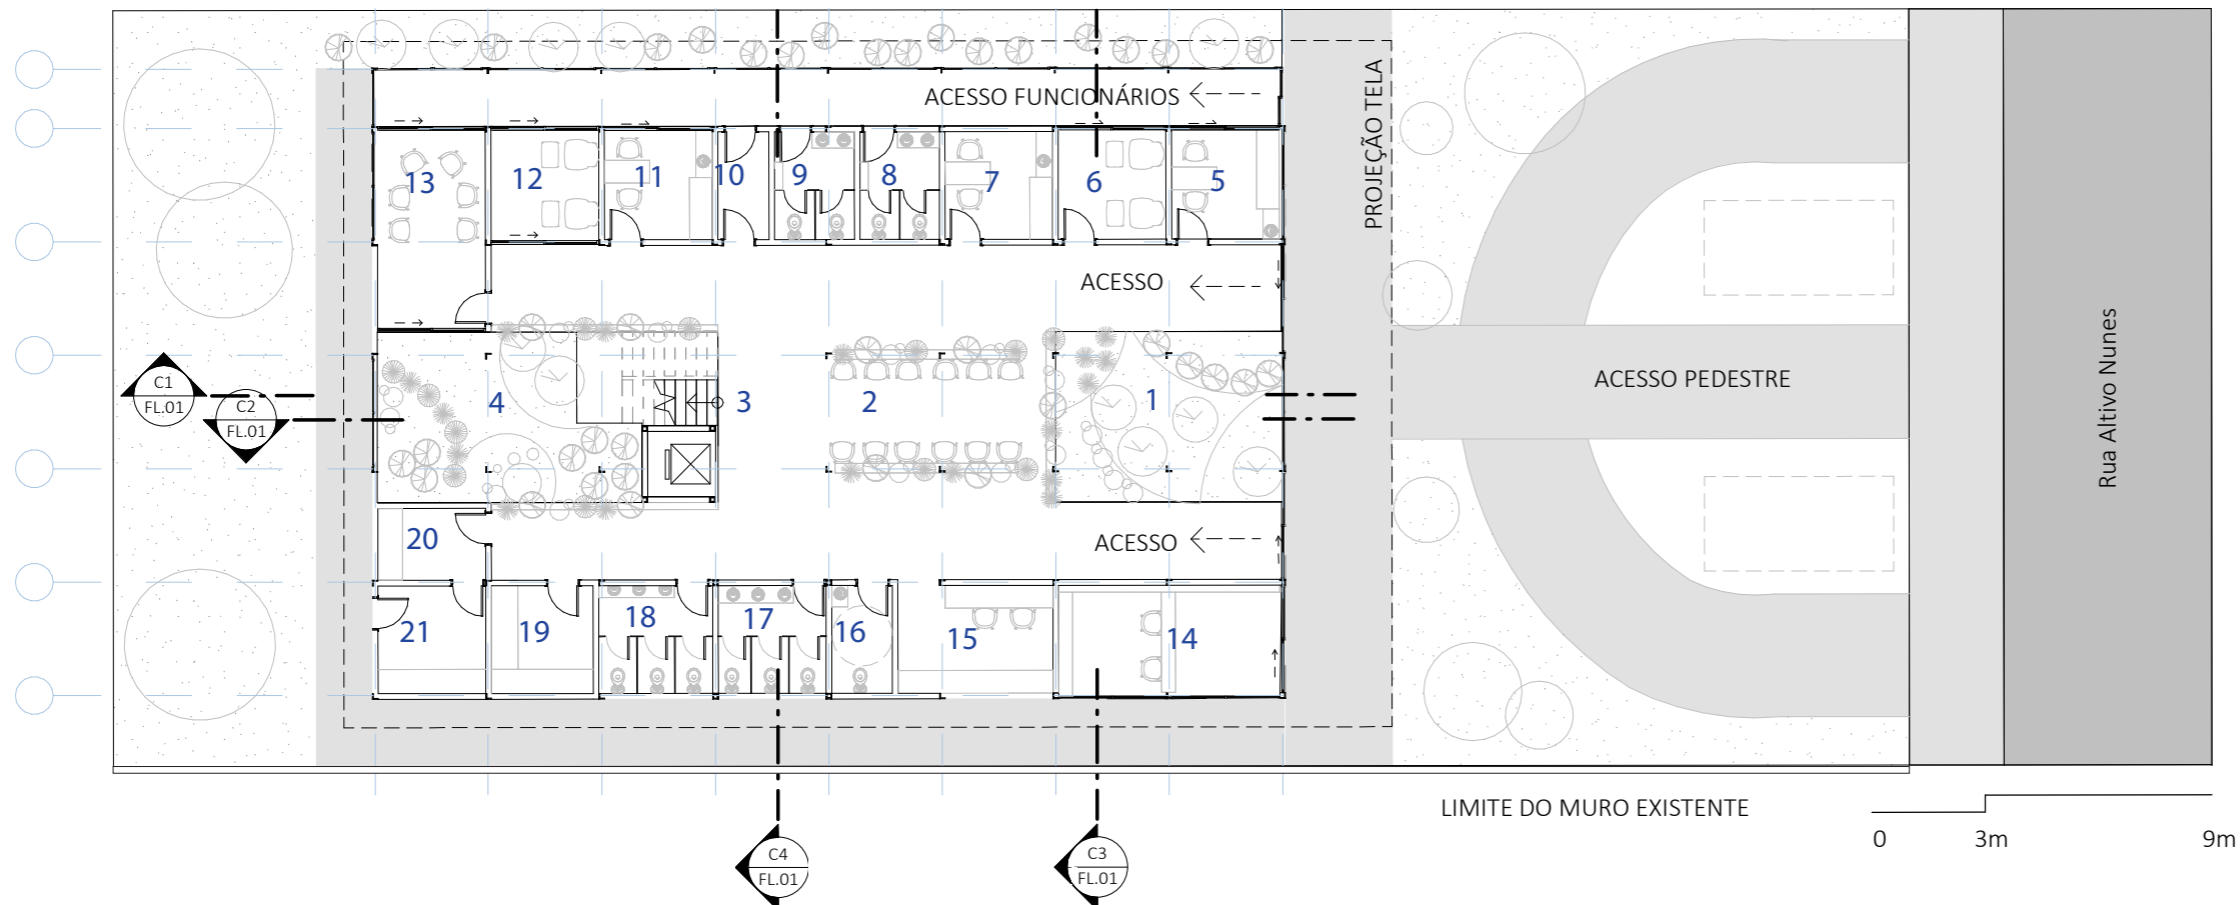 ACESSO FUNCIONÁRIOS
PROJEÇÃO TELA
13
12
11
10
9
8
7
6
5
ACESSO
C1
FL.01
C2
FL.01
4
3
2
1
ACESSO PEDESTRE
Rua Altivo Nunes
20
ACESSO
21
19
18
17
16
15
14
LIMITE DO MURO EXISTENTE
0 3m 9m
C4
FL.01
C3
FL.01